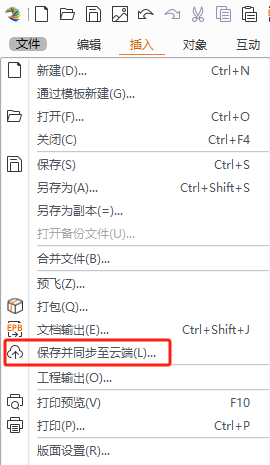 文件 编辑 插入 对象 互动
新建(D)... Ctrl+N
通过模板新建(G)...
打开(F)... Ctrl+O
关闭(C) Ctrl+F4
保存(S) Ctrl+S
另存为(A)... Ctrl+Shift+S
另存为副本(=)...
打开备份文件(U)...
合并文件(B)...
预飞(Z)...
打包(Q)...
EPB 文档输出(E)... Ctrl+Shift+J
保存并同步至云端(L)...
工程输出(O)...
打印预览(V) F10
打印(P)... Ctrl+P
版面设置(R)...